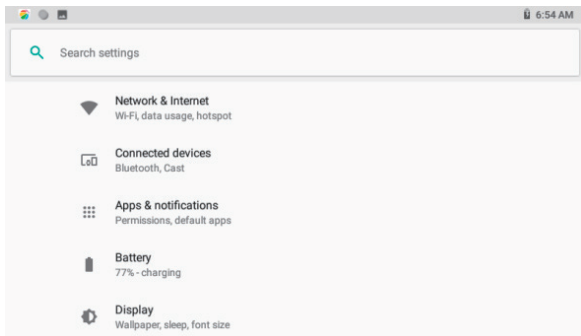 6:54 AM
Search settings
Network & Internet
Wi-Fi, data usage, hotspot
Connected devices
Bluetooth, Cast
Apps & notifications
Permissions, default apps
Battery
77% - charging
Display
Wallpaper, sleep, font size